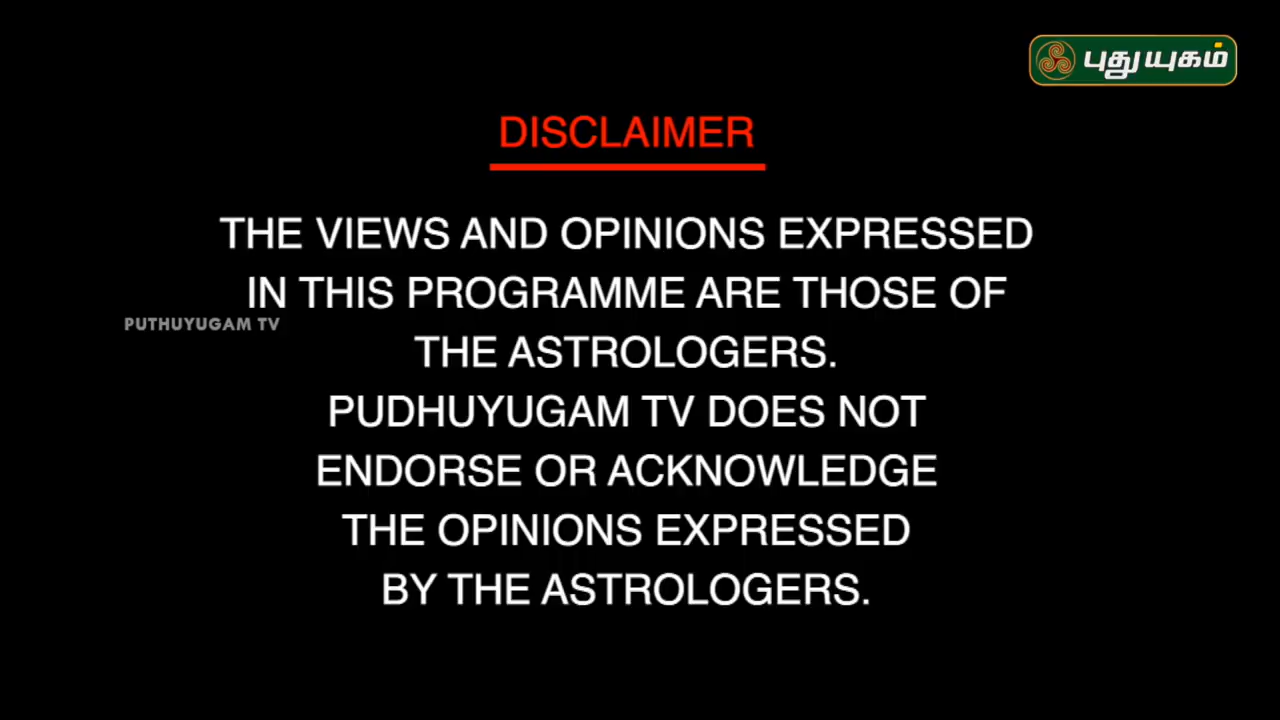 புதுயுகம்
DISCLAIMER
THE VIEWS AND OPINIONS EXPRESSED
IN THIS PROGRAMME ARE THOSE OF
PUTHUYUGAM TV
THE ASTROLOGERS.
PUDHUYUGAM TV DOES NOT
ENDORSE OR ACKNOWLEDGE
THE OPINIONS EXPRESSED
BY THE ASTROLOGERS.